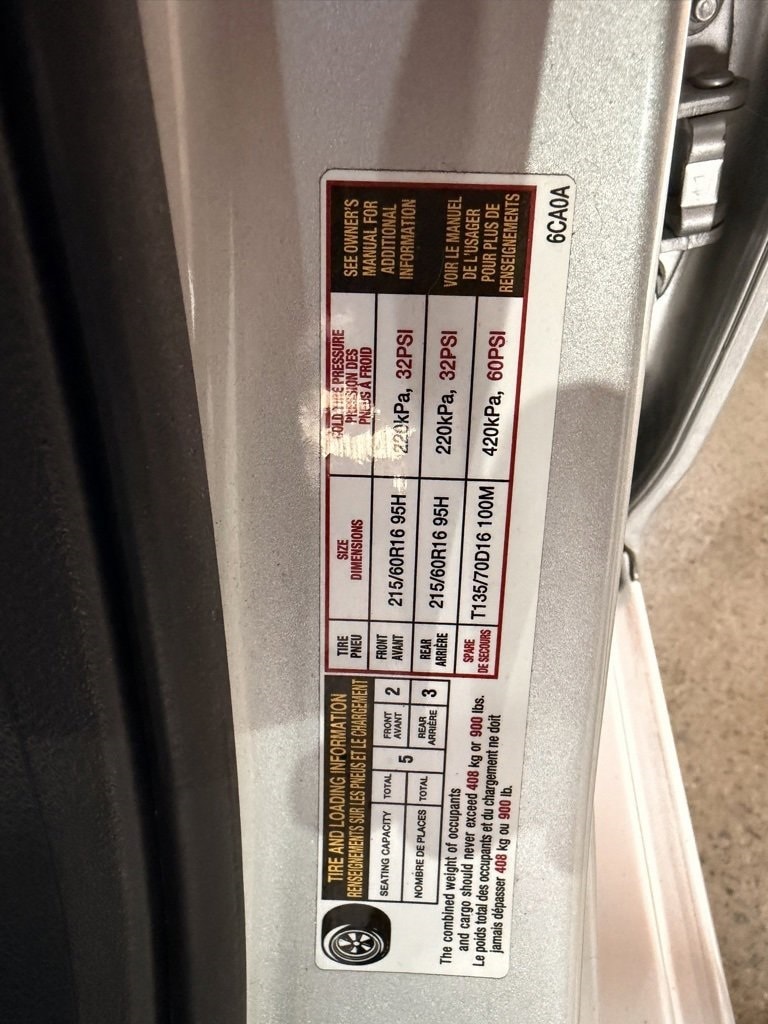 TIRE AND LOADING INFORMATION
RENSEIGNEMENTS SUR LES PNEUS ET LE CHARGEMENT
SEATING CAPACITY
NOMBRE DE PLACES
TOTAL
TOTAL
5
FRONT
AVANT
2
REAR
ARRIÈRE
3
The combined weight of occupants
and cargo should never exceed 408 kg or 900 lbs.
Le poids total des occupants et du chargement ne doit
jamais dépasser 408 kg ou 900 lb.
TIRE
PNEU
SIZE
DIMENSIONS
COLD TIRE PRESSURE
PRESSION DES
PNEUS À FROID
FRONT
AVANT
215/60R16 95H
220kPa, 32PSI
REAR
ARRIÈRE
215/60R16 95H
220kPa, 32PSI
SPARE
DE SECOURS
T135/70D16 100M
420kPa, 60PSI
SEE OWNER'S
MANUAL FOR
ADDITIONAL
INFORMATION
VOIR LE MANUEL
DE L'USAGER
POUR PLUS DE
RENSEIGNEMENTS
6CA0A